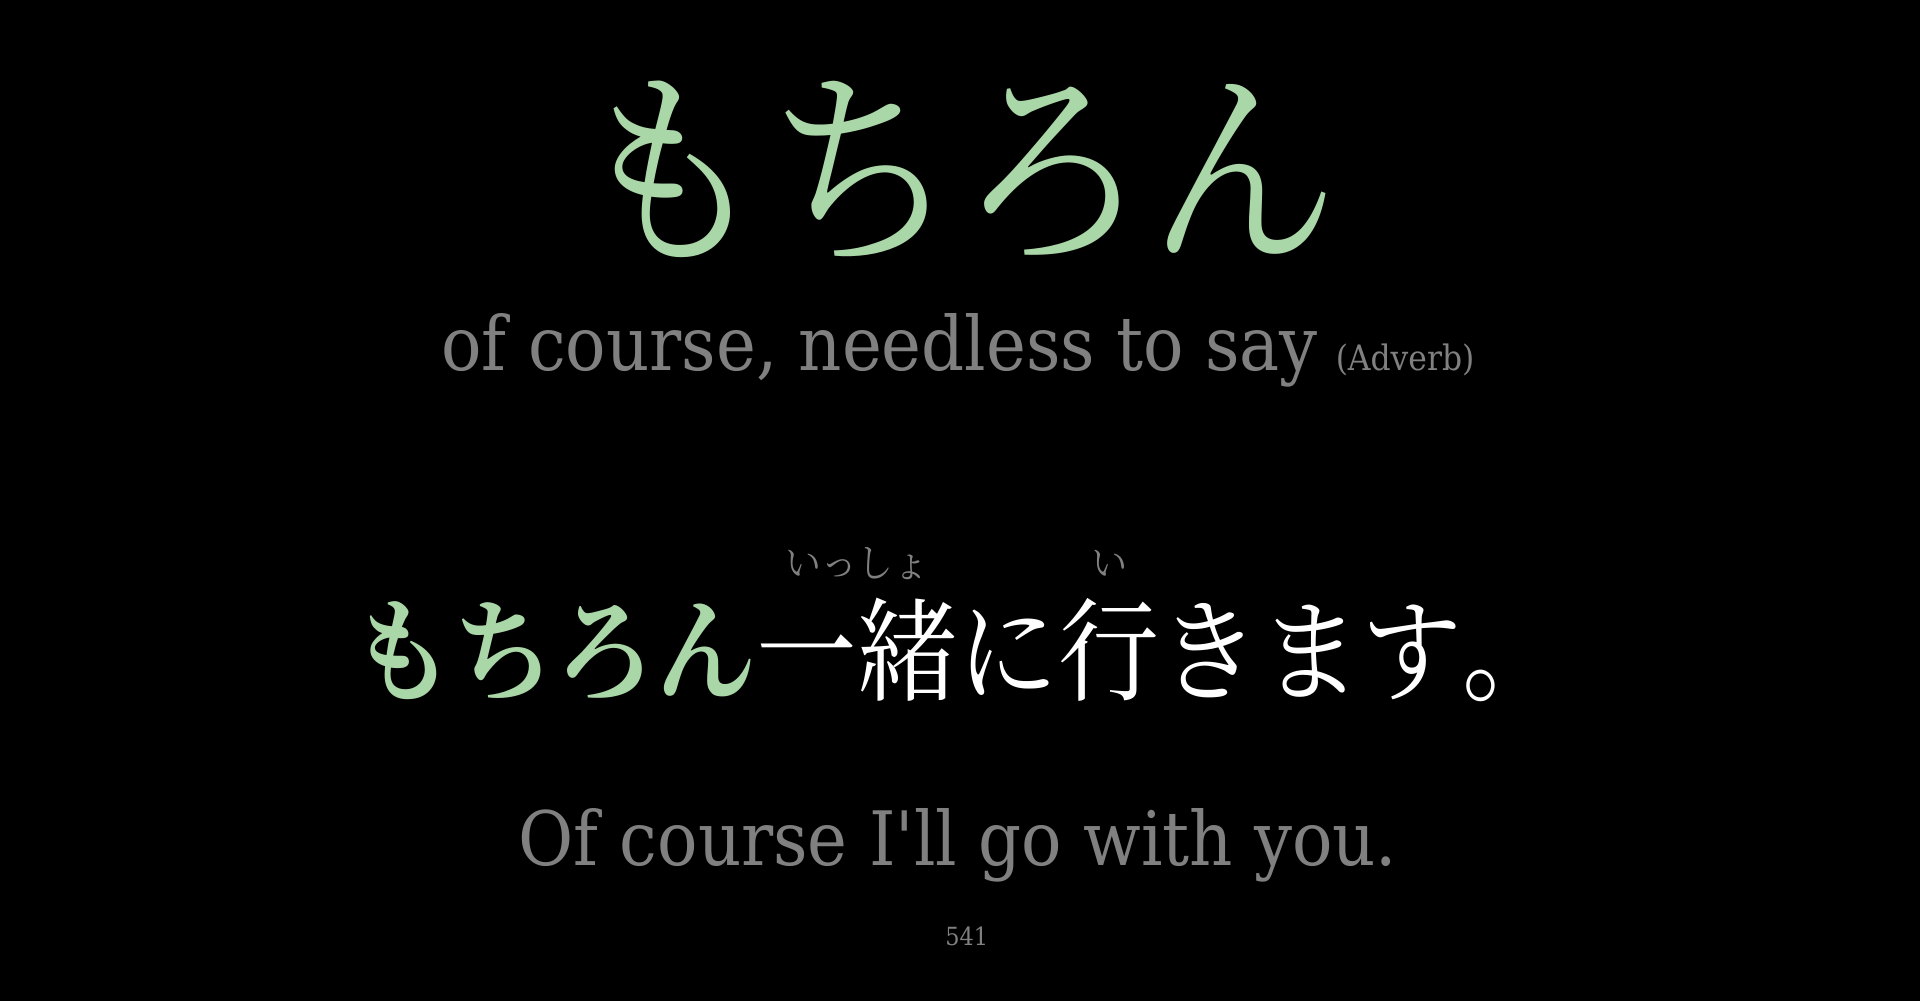 もちろん
of course, needless to say (Adverb)
いっしょ い
もちろん一緒に行きます。
Of course I'll go with you.
541